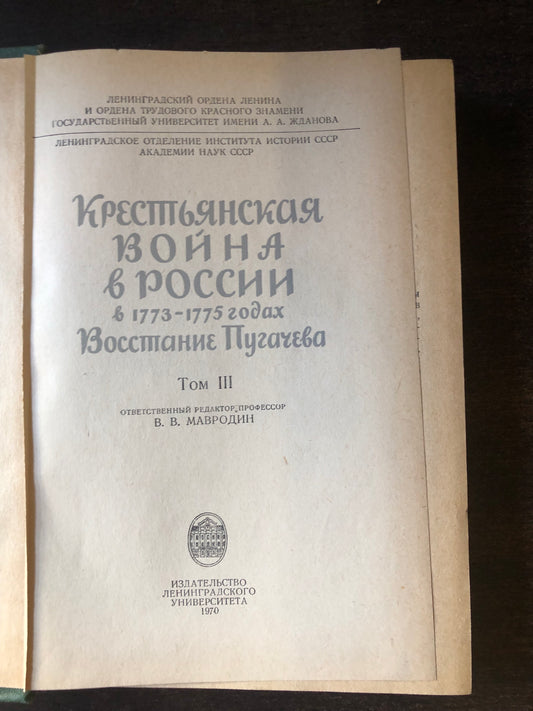 ЛЕНИНГРАДСКИЙ ОРДЕНА ЛЕНИНА
И ОРДЕНА ТРУДОВОГО КРАСНОГО ЗНАМЕНИ
ГОСУДАРСТВЕННЫЙ УНИВЕРСИТЕТ ИМЕНИ А. А. ЖДАНОВА
ЛЕНИНГРАДСКОЕ ОТДЕЛЕНИЕ ИНСТИТУТА ИСТОРИИ СССР
АКАДЕМИИ НАУК СССР
КРЕСТЬЯНСКАЯ
ВОЙНА
В РОССИИ
в 1773-1775 годах
Восстание Пугачева
Том III
ОТВЕТСТВЕННЫЙ РЕДАКТОР, ПРОФЕССОР
В. В. МАВРОДИН
ИЗДАТЕЛЬСТВО
ЛЕНИНГРАДСКОГО
УНИВЕРСИТЕТА
1970